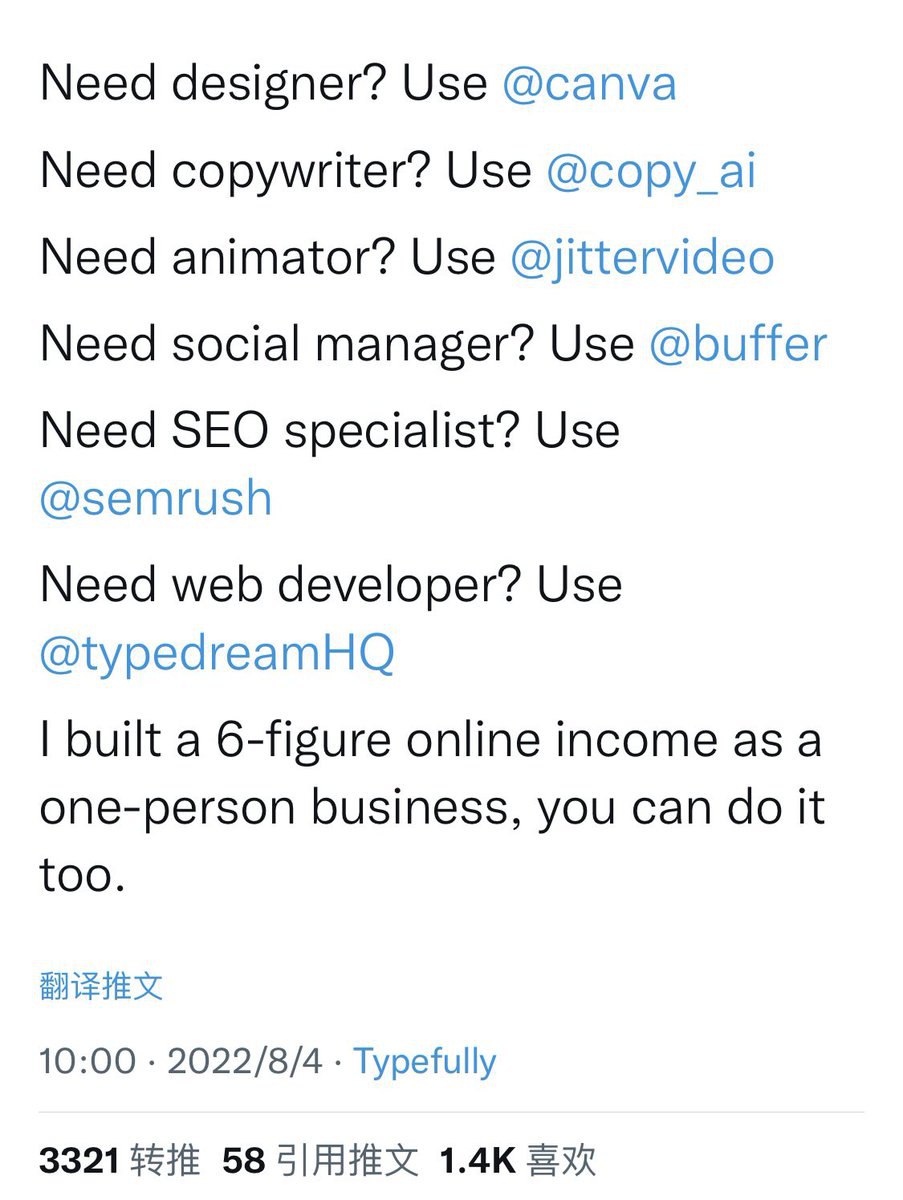 Need designer? Use @canva
Need copywriter? Use @copy_ai
Need animator? Use @jittervideo
Need social manager? Use @buffer
Need SEO specialist? Use
@semrush
Need web developer? Use
@typedreamHQ
I built a 6-figure online income as a
one-person business, you can do it
too.
翻译推文
10:00 · 2022/8/4 · Typefully
3321 转推 58 引用推文 1.4K 喜欢